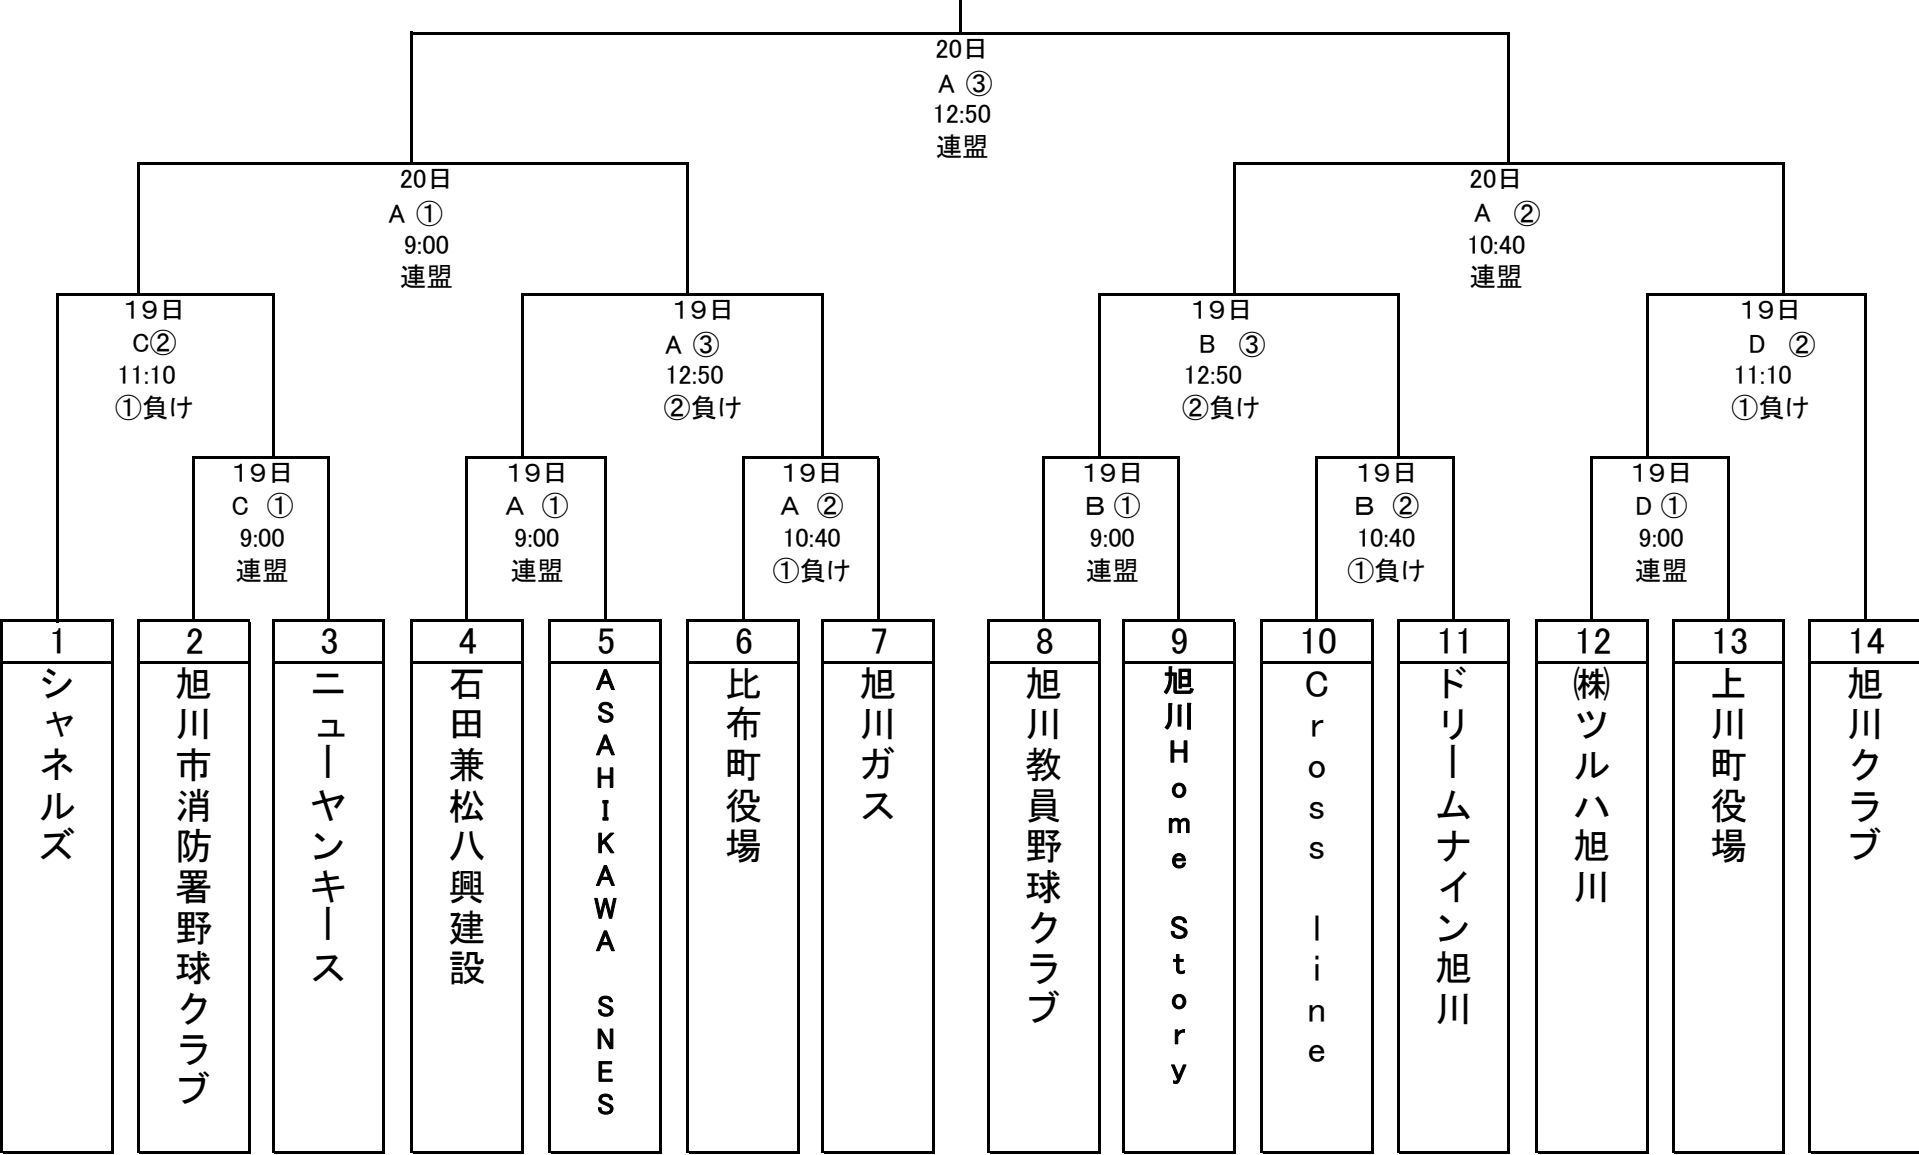 20日
A ③
12:50
連盟
20日
A ①
9:00
連盟
20日
A ②
10:40
連盟
19日
C②
11:10
①負け
19日
A ③
12:50
②負け
19日
B ③
12:50
②負け
19日
D ②
11:10
①負け
19日
C ①
9:00
連盟
19日
A ①
9:00
連盟
19日
A ②
10:40
①負け
19日
B ①
9:00
連盟
19日
B ②
10:40
①負け
19日
D ①
9:00
連盟
1
シャネルズ
2
旭川市消防署野球クラブ
3
ニューヤンキース
4
石田兼松八興建設
5
ASAHIKAWA SNES
6
比布町役場
7
旭川ガス
8
旭川教員野球クラブ
9
旭川Home Story
10
Cross line
11
ドリームナイン旭川
12
㈱ツルハ旭川
13
上川町役場
14
旭川クラブ